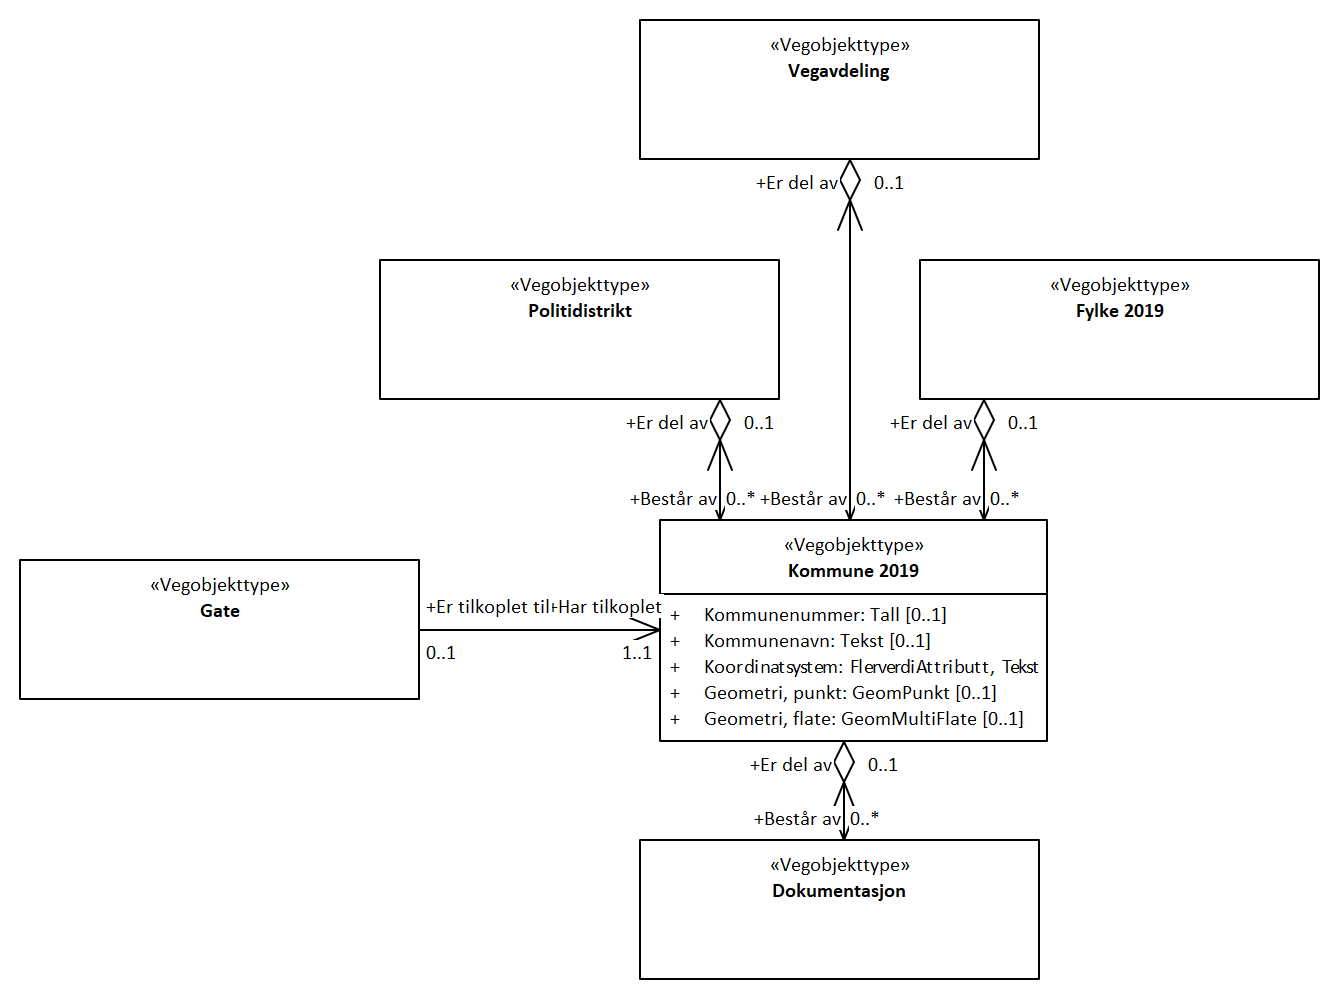 «Vegobjekttype»
Vegavdeling
+Er del av 0..1
«Vegobjekttype»
Politidistrikt
«Vegobjekttype»
Fylke 2019
+Er del av 0..1
+Er del av 0..1
+Består av 0..* +Består av 0..* +Består av 0..*
«Vegobjekttype»
Kommune 2019
«Vegobjekttype»
Gate
+Er tilkoplet til +Har tilkoplet
0..1 1..1
+ Kommunenummer: Tall [0..1]
+ Kommunenavn: Tekst [0..1]
+ Koordinatsystem: FlerverdiAttributt, Tekst
+ Geometri, punkt: GeomPunkt [0..1]
+ Geometri, flate: GeomMultiFlate [0..1]
+Er del av 0..1
+Består av 0..*
«Vegobjekttype»
Dokumentasjon